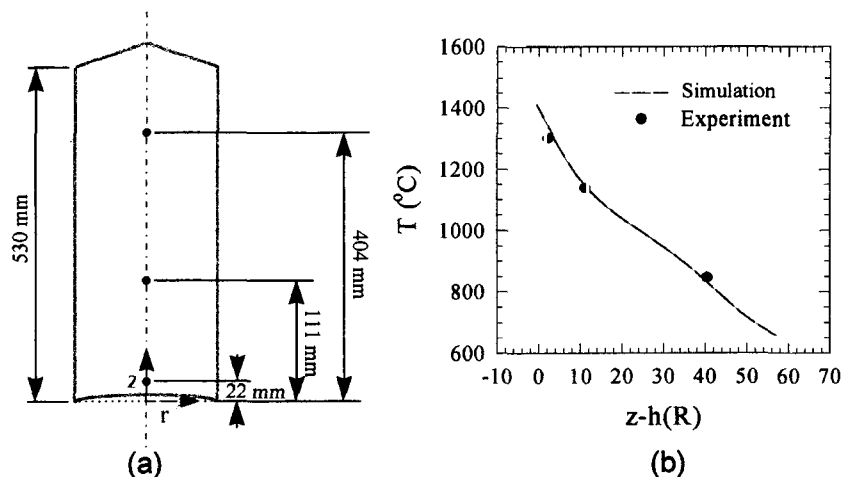 530 mm
404 mm
111 mm
22 mm
z
r
(a)
1600
1400
1200
1000
800
600
-10 0 10 20 30 40 50 60 70
T (°C)
Simulation
Experiment
z-h(R)
(b)